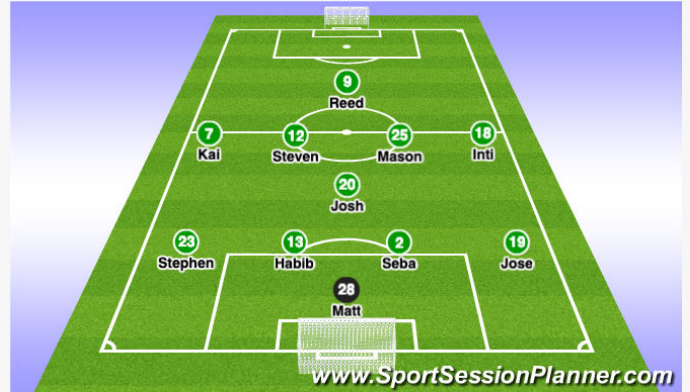 9
Reed
7
Kai
12
Steven
25
Mason
18
Inti
20
Josh
23
Stephen
13
Habib
2
Seba
19
Jose
28
Matt
www.SportSessionPlanner.com